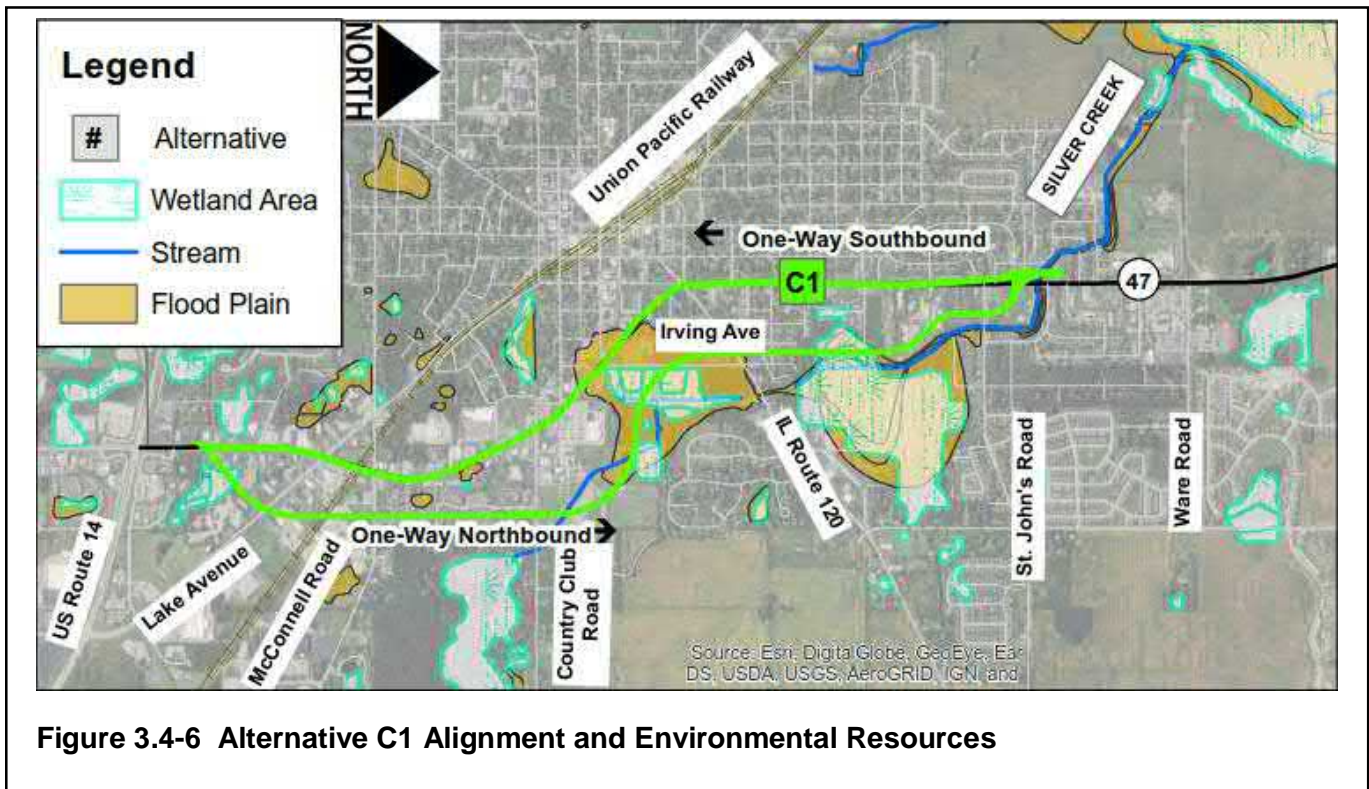 Legend
# Alternative
Wetland Area
Stream
Flood Plain
NORTH
Union Pacific Railway
SILVER CREEK
← One-Way Southbound
C1
47
Irving Ave
IL Route 120
St. John's Road
Ware Road
US Route 14
Lake Avenue
McConnell Road
One-Way Northbound→
Country Club
Road
Source: Esri, DigitalGlobe, GeoEye, Ear
DS, USDA, USGS, AeroGRID, IGN, and
Figure 3.4-6 Alternative C1 Alignment and Environmental Resources